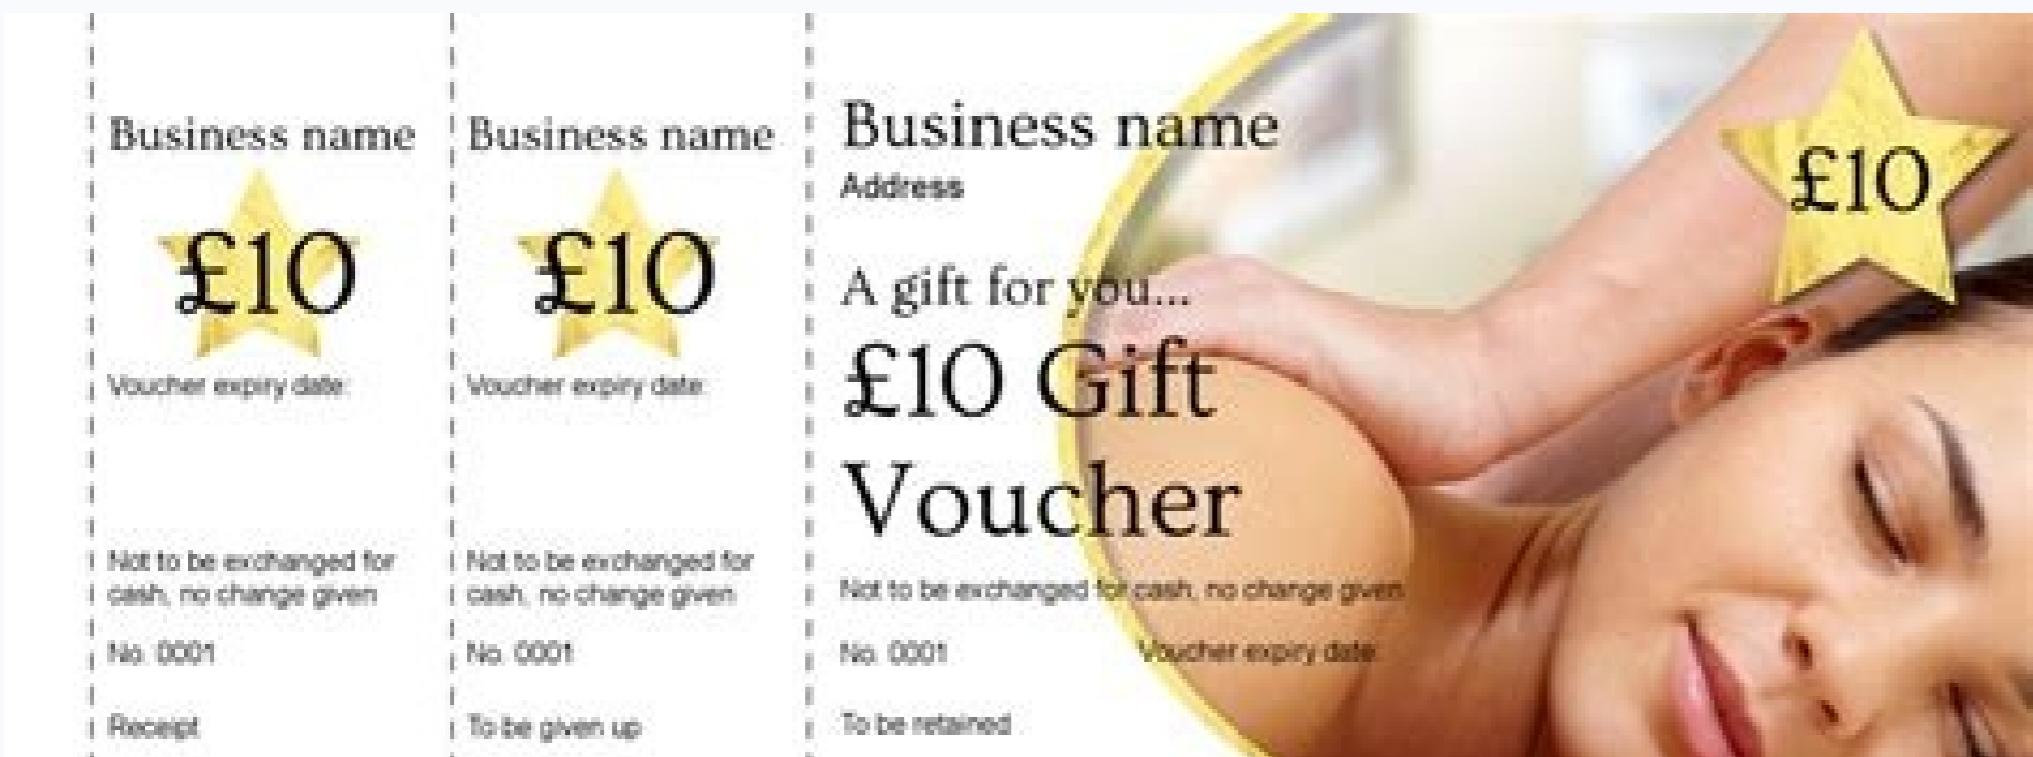 Business name
£10
Voucher expiry date:
Not to be exchanged for
cash, no change given
No. 0001
Receipt
Business name
£10
Voucher expiry date:
Not to be exchanged for
cash, no change given
No. 0001
To be given up
Business name
Address
A gift for you...
£10 Gift
Voucher
Not to be exchanged for cash, no change given
No. 0001
Voucher expiry date:
To be retained
£10